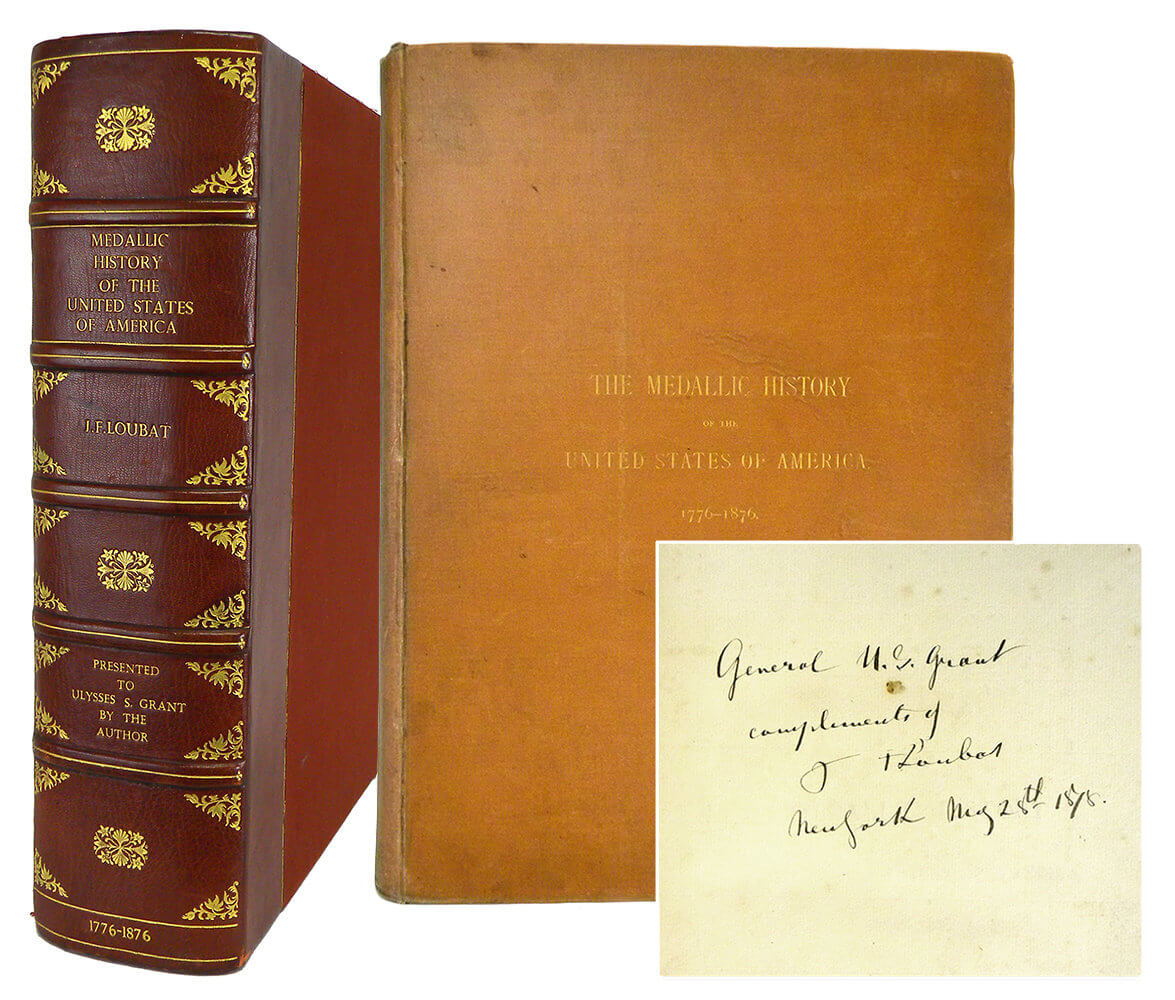 MEDALLIC
HISTORY
OF THE
UNITED STATES
OF AMERICA
J.F.LOUBAT
PRESENTED
TO
ULYSSES S. GRANT
BY THE
AUTHOR
1776-1876
THE MEDALLIC HISTORY
OF THE
UNITED STATES OF AMERICA.
1776–1876.
General U.S. Grant
compliments of
J F Loubat
New York May 28th 1878.